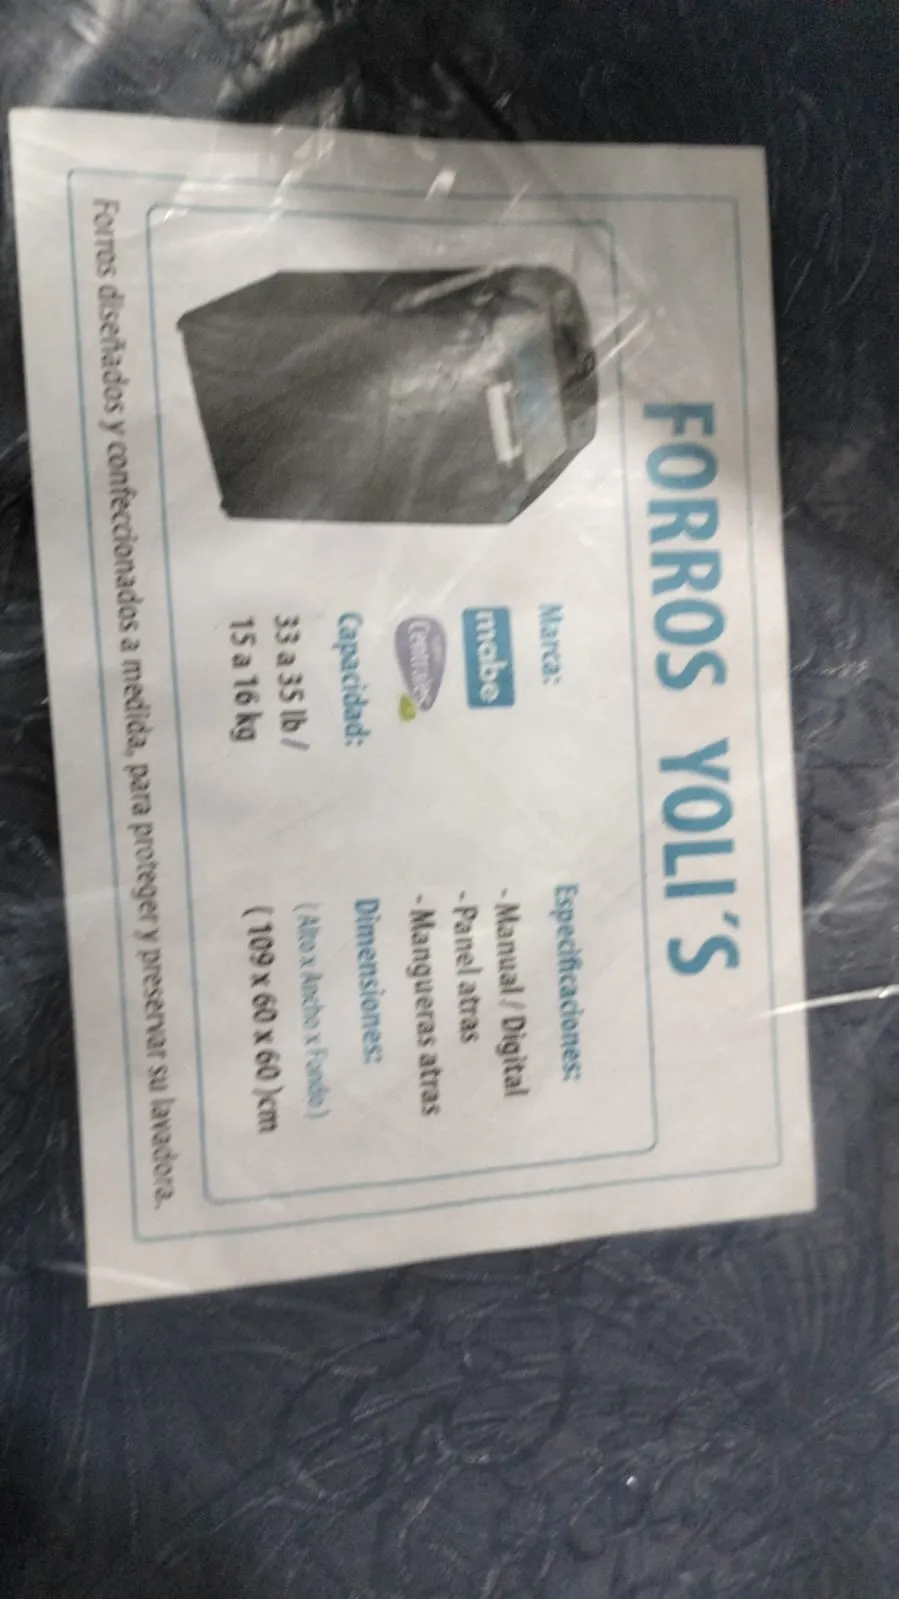 FORROS YOLI´S
Marca:
mabe
Centrales
Capacidad:
33 a 35 lb /
15 a 16 kg
Especificaciones:
- Manual / Digital
- Panel atras
- Mangueras atras
Dimensiones:
( Alto x Ancho x Fondo )
( 109 x 60 x 60 )cm
Forros diseñados y confeccionados a medida, para proteger y preservar su lavadora.